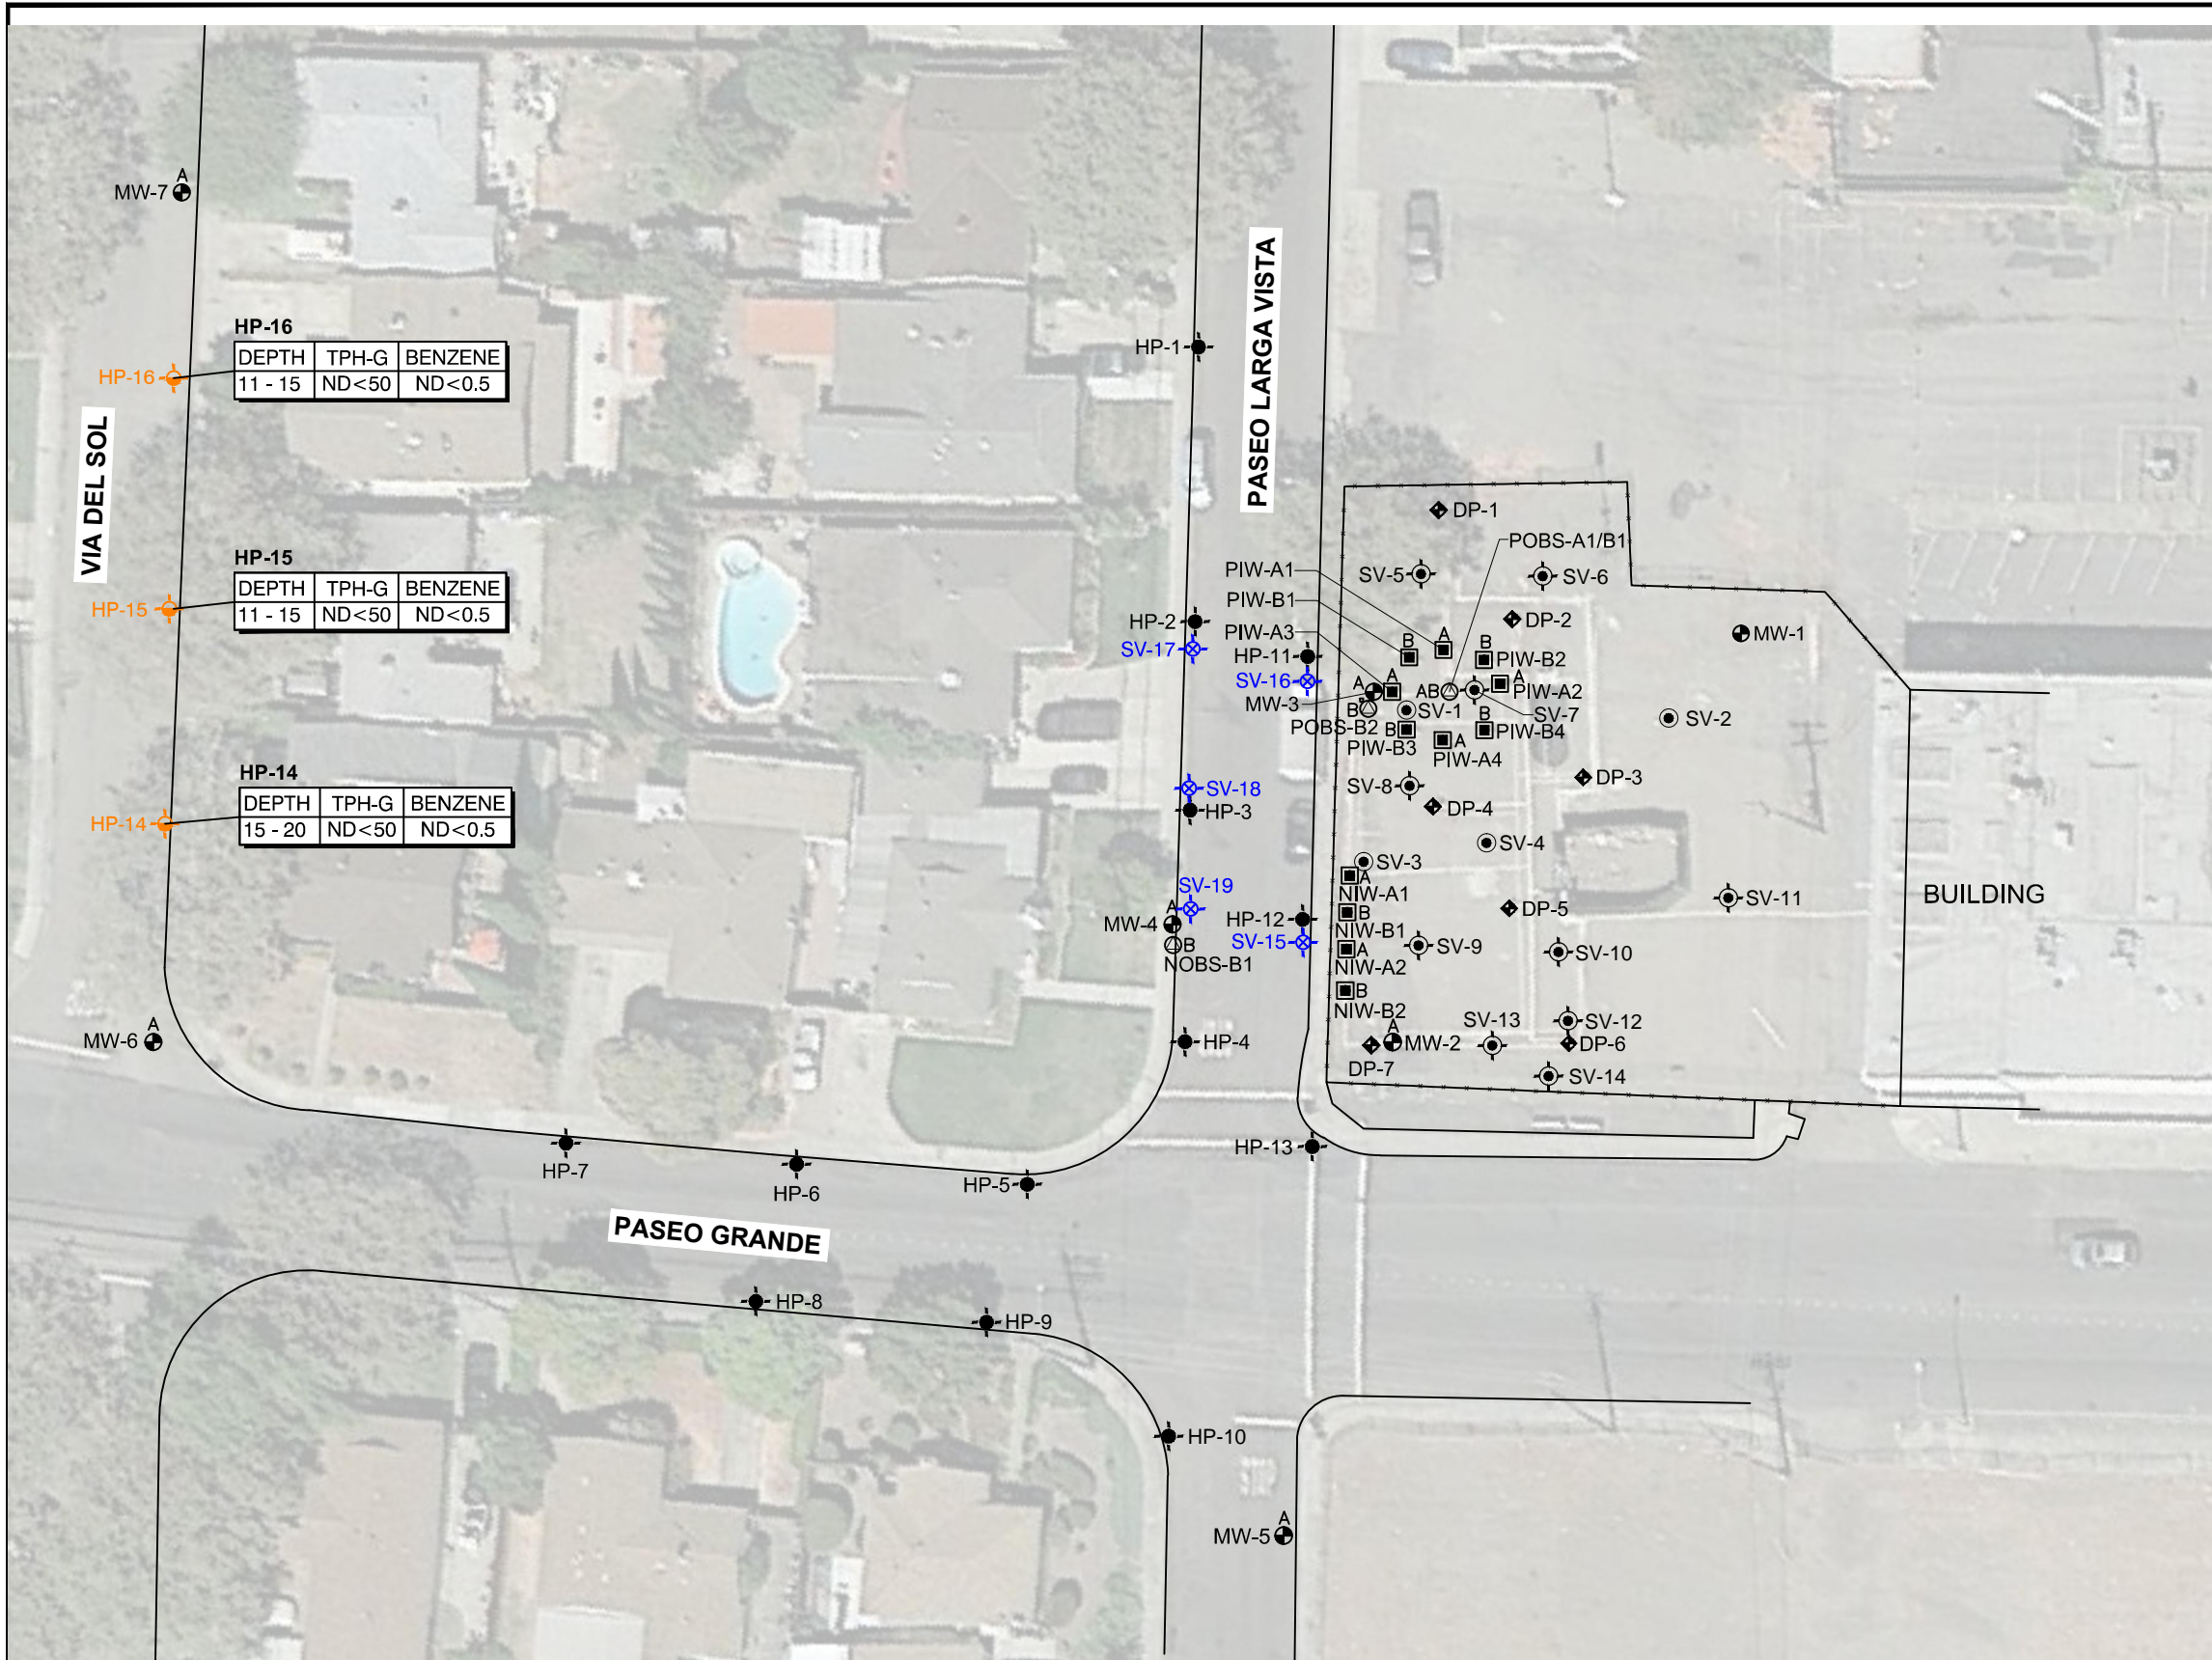 A
MW-7
HP-16
DEPTH TPH-G BENZENE
11 - 15 ND<50 ND<0.5
HP-16
VIA DEL SOL
HP-15
DEPTH TPH-G BENZENE
11 - 15 ND<50 ND<0.5
HP-15
HP-14
DEPTH TPH-G BENZENE
15 - 20 ND<50 ND<0.5
HP-14
A
MW-6
PASEO LARGA VISTA
HP-1
HP-2
SV-17
HP-11
SV-16
SV-18
HP-3
SV-19
A
MW-4
B
NOBS-B1
HP-12
SV-15
HP-4
DP-1
POBS-A1/B1
PIW-A1
SV-5
SV-6
PIW-B1
DP-2
PIW-A3
MW-1
B
A
B
PIW-B2
A
A
AB
A
PIW-A2
MW-3
B
SV-1
SV-7
SV-2
POBS-B2
B
B
PIW-B4
PIW-B3
A
PIW-A4
DP-3
SV-8
DP-4
SV-4
SV-3
A
NIW-A1
SV-11
BUILDING
B
NIW-B1
DP-5
A
NIW-A2
SV-9
SV-10
B
NIW-B2
SV-13
SV-12
A
MW-2
DP-6
DP-7
SV-14
HP-13
HP-7
HP-6
HP-5
PASEO GRANDE
HP-8
HP-9
HP-10
A
MW-5